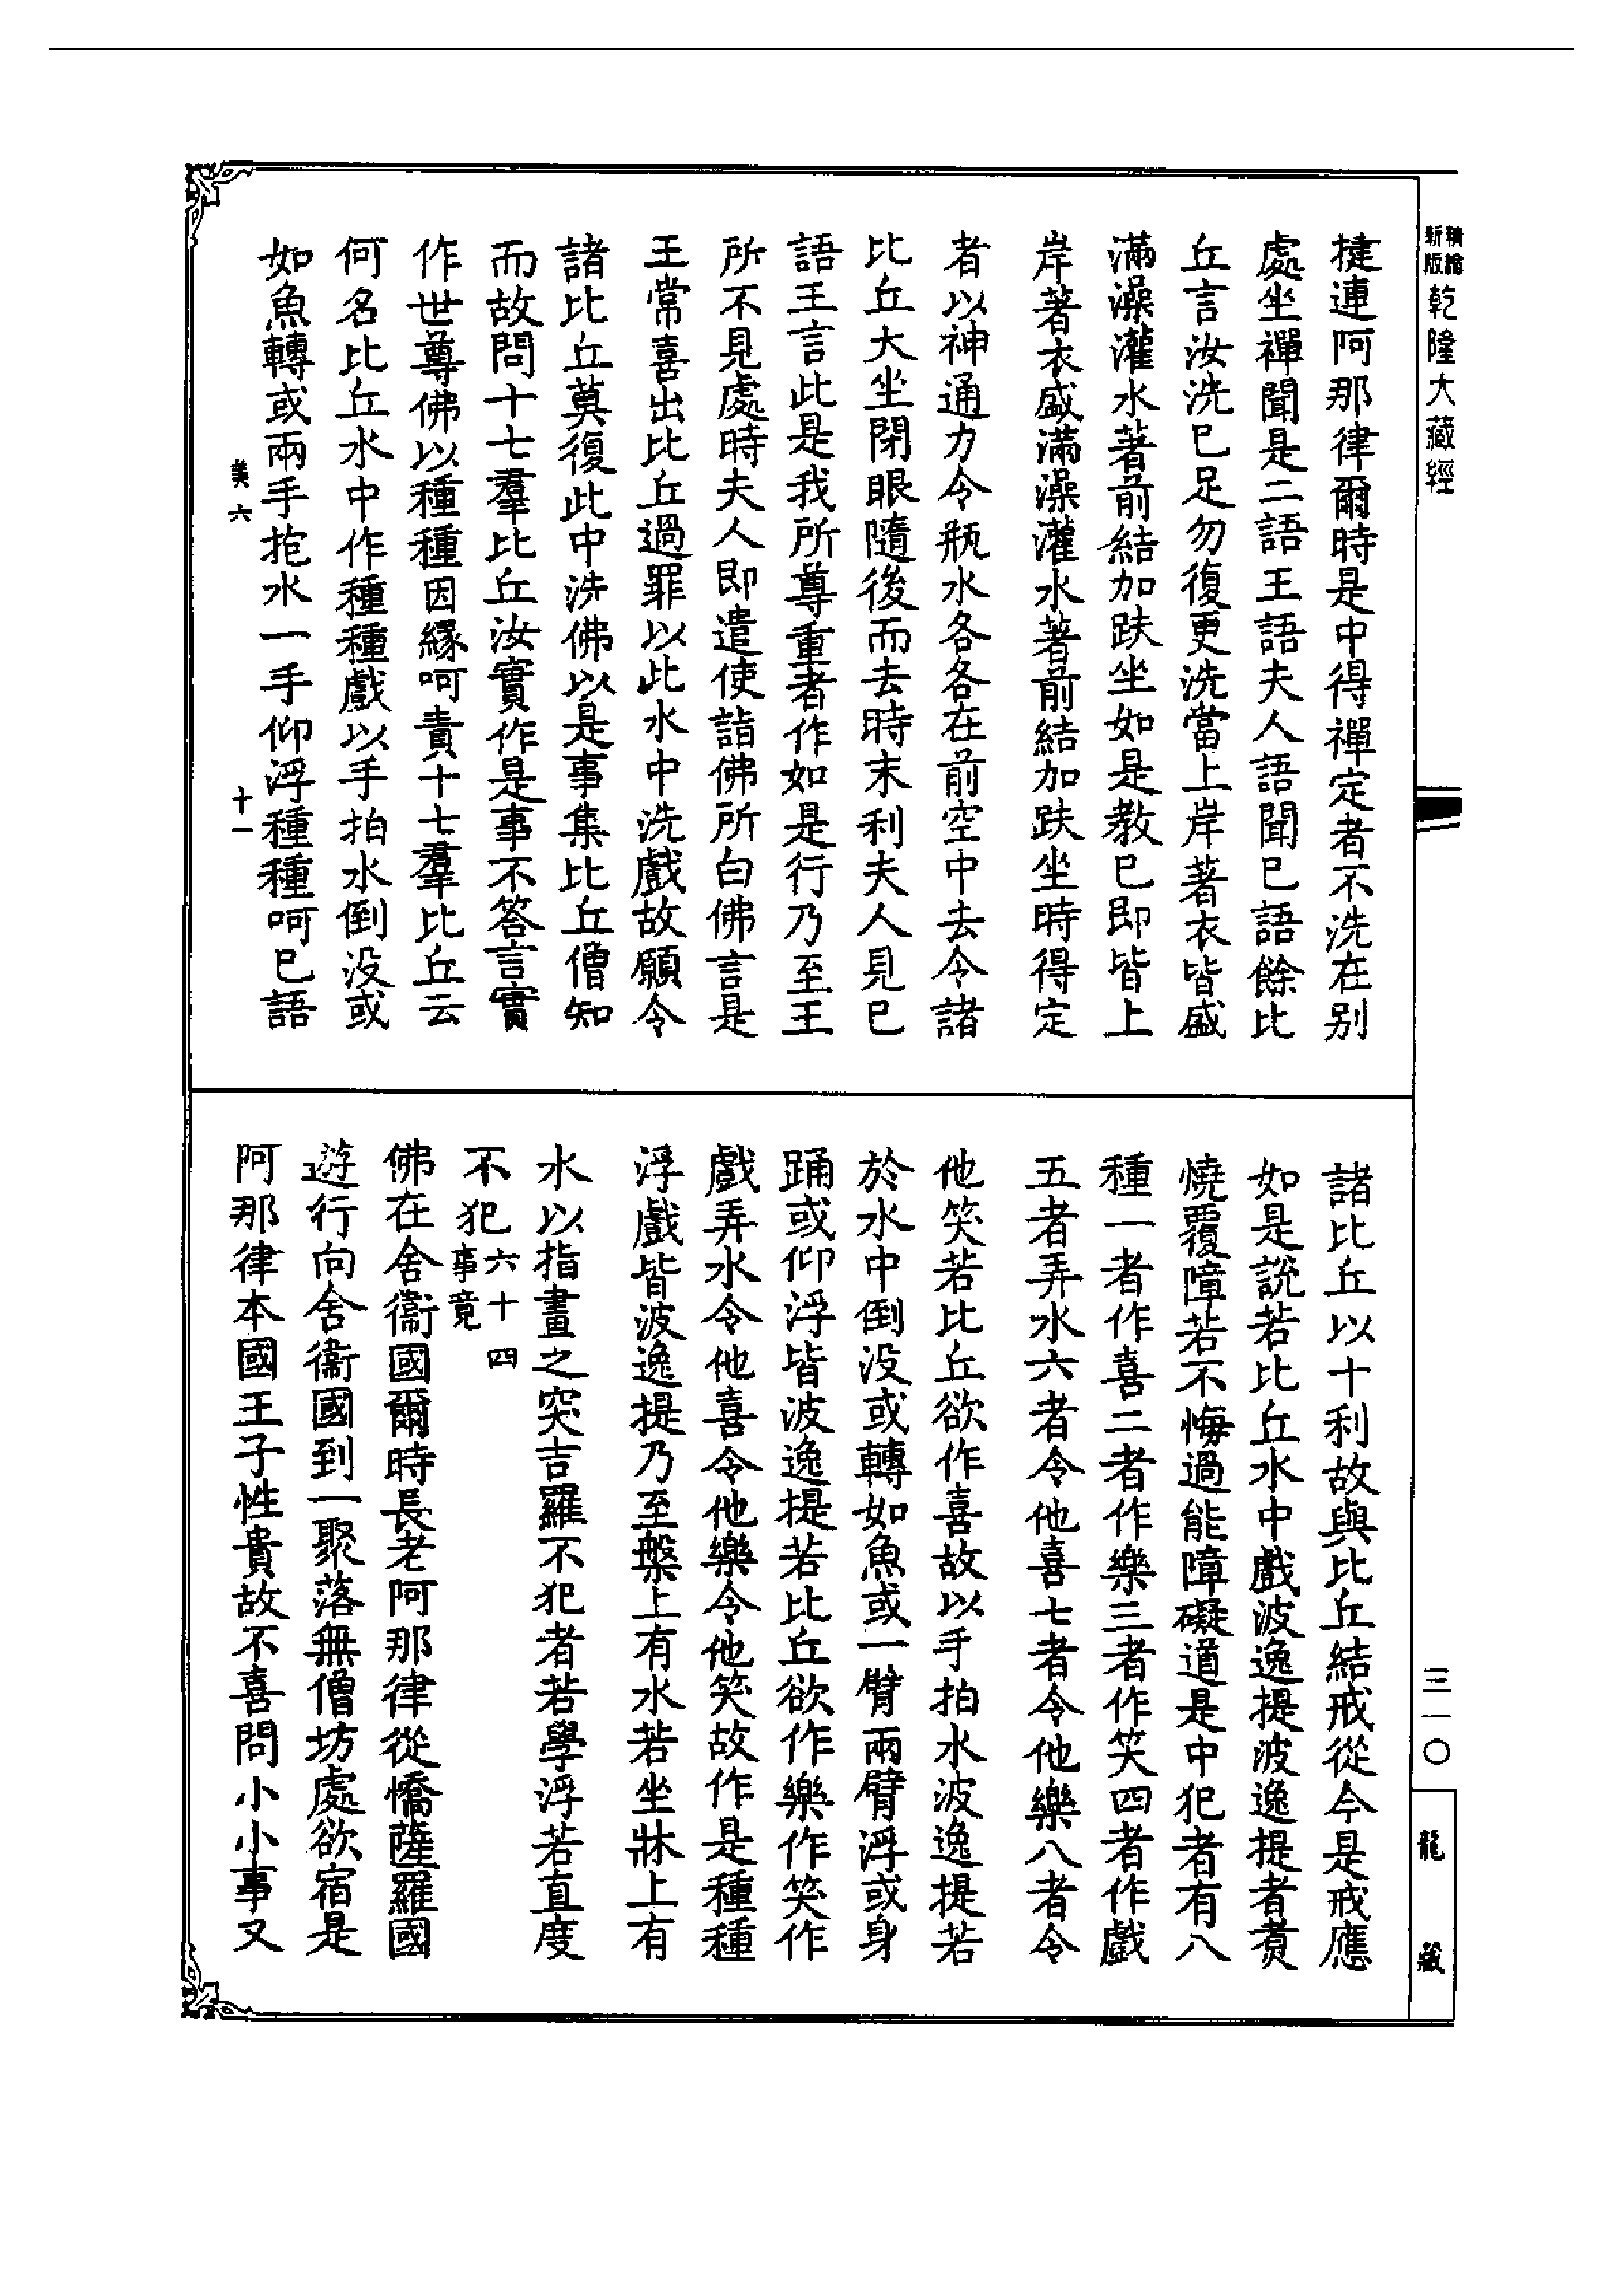 精縮
新版
乾隆大藏經
揵連阿那律爾時是中得禪定者不洗在別
處坐禪聞是二語王語夫人語聞已語餘比
丘言汝洗已足勿復更洗當上岸著衣皆盛
滿澡灌水著前結加趺坐如是教已即皆上
岸著衣盛滿澡灌水著前結加趺坐時得定
者以神通力令瓶水各各在前空中去令諸
比丘大坐閉眼隨後而去時末利夫人見已
語王言此是我所尊重者作如是行乃至王
所不見處時夫人即遣使詣佛所白佛言是
王常喜出比丘過罪以此水中洗戲故願令
諸比丘莫復此中洗佛以是事集比丘僧知
而故問十七羣比丘汝實作是事不答言實
作世尊佛以種種因緣呵責十七羣比丘云
何名比丘水中作種種戲以手拍水倒没或
如魚轉或兩手抱水一手仰浮種種呵已語
美六
十一
諸比丘以十利故與比丘結戒從今是戒應
如是說若比丘水中戲波逸提波逸提者煑
燒覆障若不悔過能障礙道是中犯者有八
種一者作喜二者作樂三者作笑四者作戲
五者弄水六者令他喜七者令他樂八者令
他笑若比丘欲作喜故以手拍水波逸提若
於水中倒没或轉如魚或一臂兩臂浮或身
踊或仰浮皆波逸提若比丘欲作樂作笑作
戲弄水令他喜令他樂令他笑故作是種種
浮戲皆波逸提乃至槃上有水若坐牀上有
水以指畫之突吉羅不犯者若學浮若直度
不犯六十四
事竟
佛在舍衞國爾時長老阿那律從憍薩羅國
遊行向舍衞國到一聚落無僧坊處欲宿是
阿那律本國王子性貴故不喜問小小事又
三一〇
龍藏